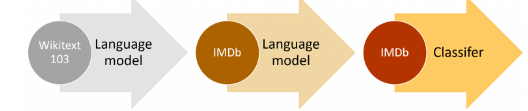 Wikitext
103
Language
model
IMDb
Language
model
IMDb
Classifer